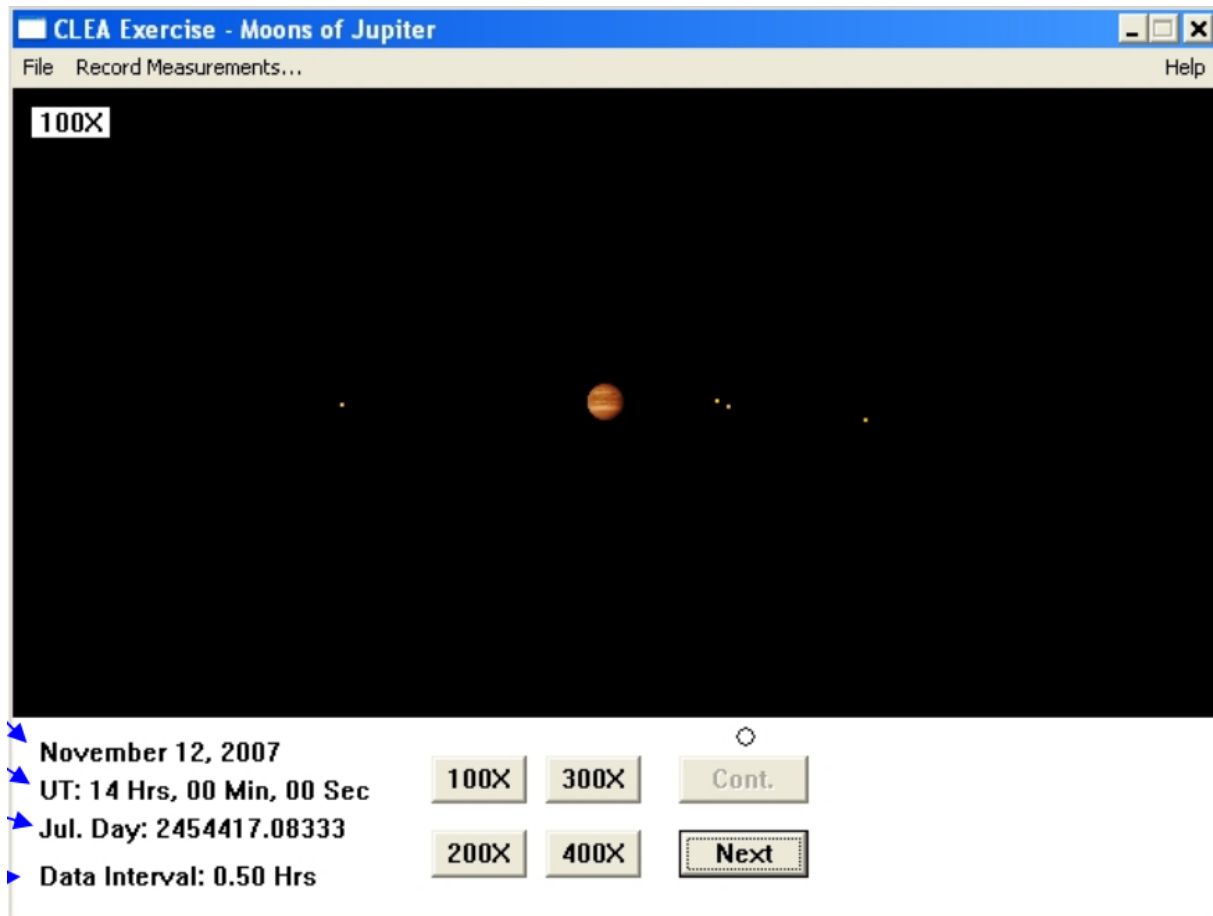 CLEA Exercise - Moons of Jupiter
File Record Measurements... Help
100X
November 12, 2007
UT: 14 Hrs, 00 Min, 00 Sec
Jul. Day: 2454417.08333
Data Interval: 0.50 Hrs
100X 300X Cont.
200X 400X Next